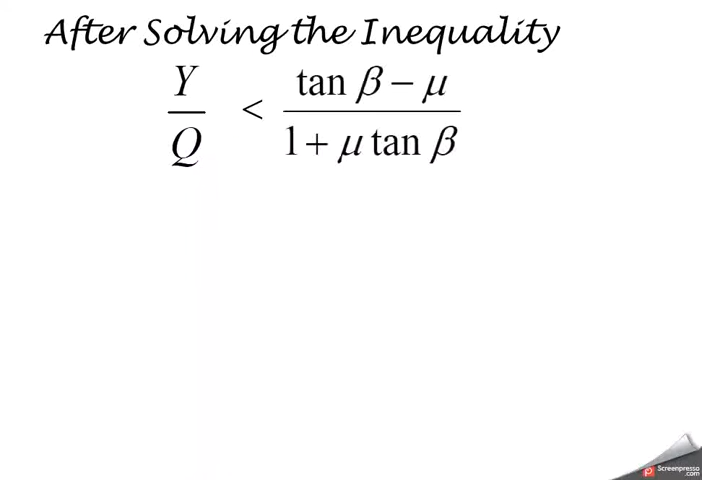 After Solving the Inequality
Y/Q < (tan β − μ)/(1 + μ tan β)
Screenpresso
.com